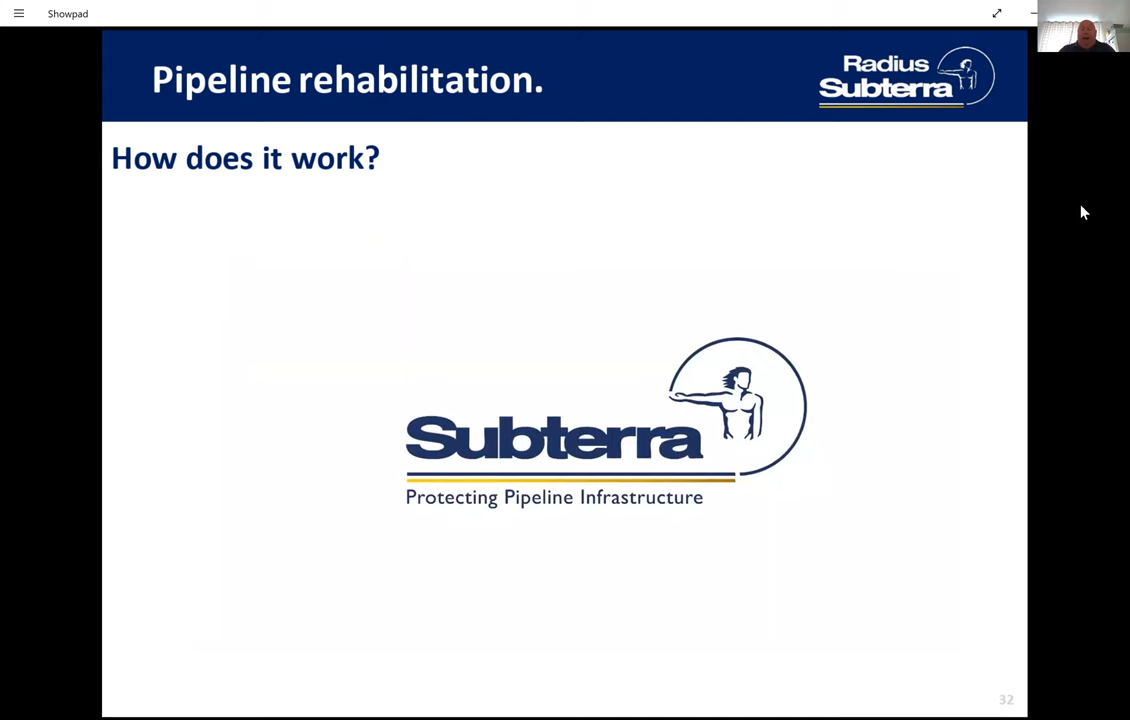 Showpad
Pipeline rehabilitation.
Radius
Subterra
How does it work?
Subterra
Protecting Pipeline Infrastructure
32